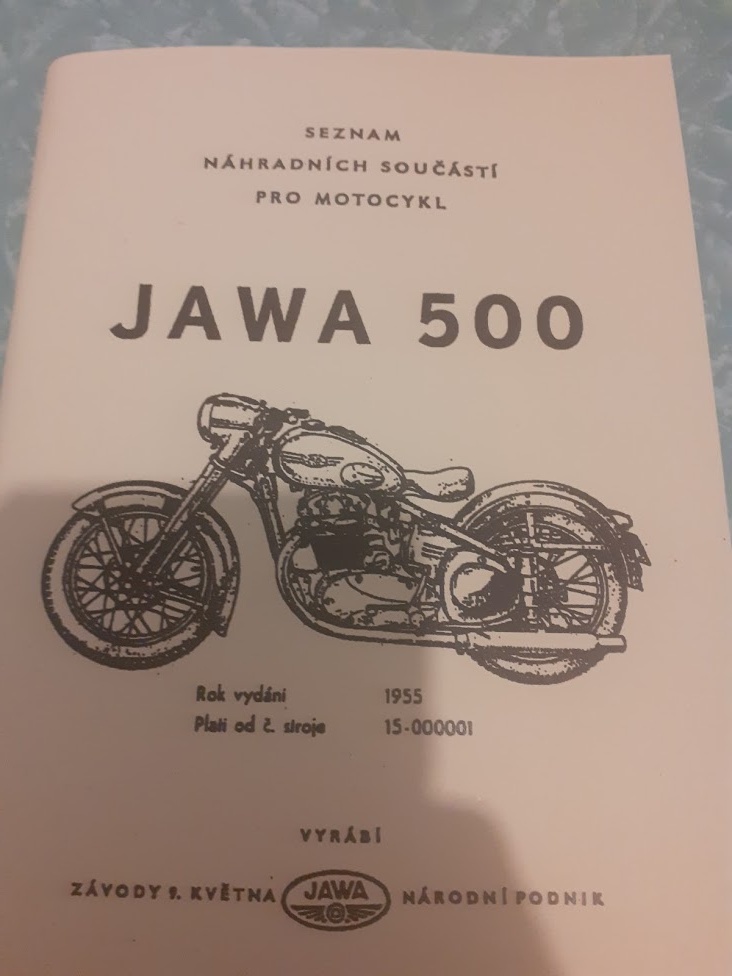 SEZNAM
NÁHRADNÍCH SOUČÁSTÍ
PRO MOTOCYKL
JAWA 500
Rok vydání 1955
Platí od č. stroje 15-000001
VYRÁBÍ
ZÁVODY 9. KVĚTNA JAWA NÁRODNÍ PODNIK